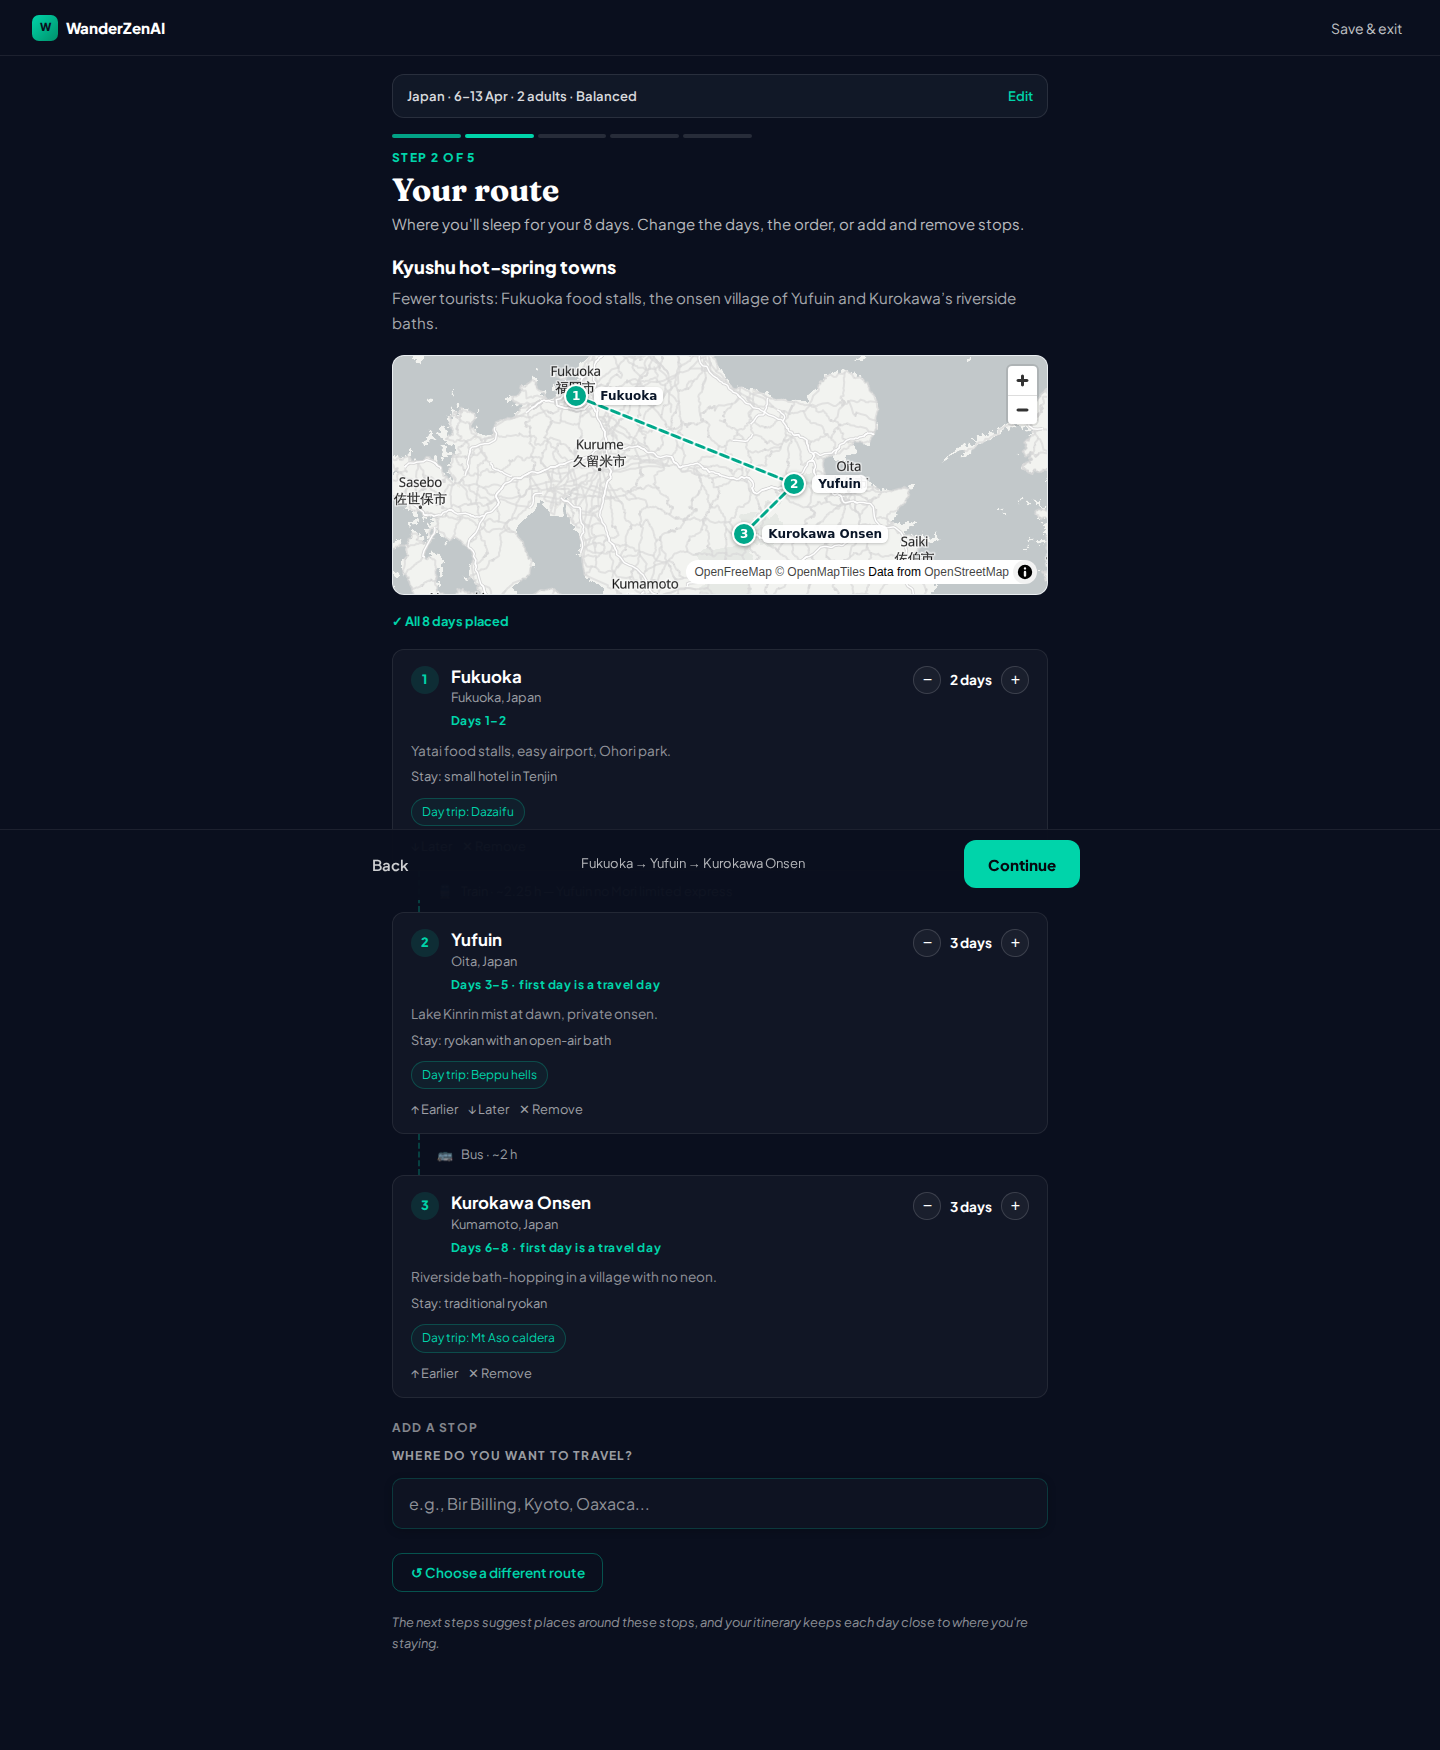 W WanderZenAI
Save & exit
Japan · 6–13 Apr · 2 adults · Balanced
Edit
STEP 2 OF 5
Your route
Where you'll sleep for your 8 days. Change the days, the order, or add and remove stops.
Kyushu hot-spring towns
Fewer tourists: Fukuoka food stalls, the onsen village of Yufuin and Kurokawa's riverside
baths.
Fukuoka
1 Fukuoka
Kurume
久留米市
Oita
Sasebo
佐世保市
2 Yufuin
3 Kurokawa Onsen
Saiki
佐伯市
Kumamoto
OpenFreeMap © OpenMapTiles Data from OpenStreetMap
✓ All 8 days placed
1 Fukuoka
− 2 days +
Fukuoka, Japan
Days 1–2
Yatai food stalls, easy airport, Ohori park.
Stay: small hotel in Tenjin
Day trip: Dazaifu
Back
Fukuoka → Yufuin → Kurokawa Onsen
Continue
2 Yufuin
− 3 days +
Oita, Japan
Days 3–5 · first day is a travel day
Lake Kinrin mist at dawn, private onsen.
Stay: ryokan with an open-air bath
Day trip: Beppu hells
↑ Earlier ↓ Later ✕ Remove
Bus · ~2 h
3 Kurokawa Onsen
− 3 days +
Kumamoto, Japan
Days 6–8 · first day is a travel day
Riverside bath-hopping in a village with no neon.
Stay: traditional ryokan
Day trip: Mt Aso caldera
↑ Earlier ✕ Remove
ADD A STOP
WHERE DO YOU WANT TO TRAVEL?
e.g., Bir Billing, Kyoto, Oaxaca...
↺ Choose a different route
The next steps suggest places around these stops, and your itinerary keeps each day close to where you're
staying.